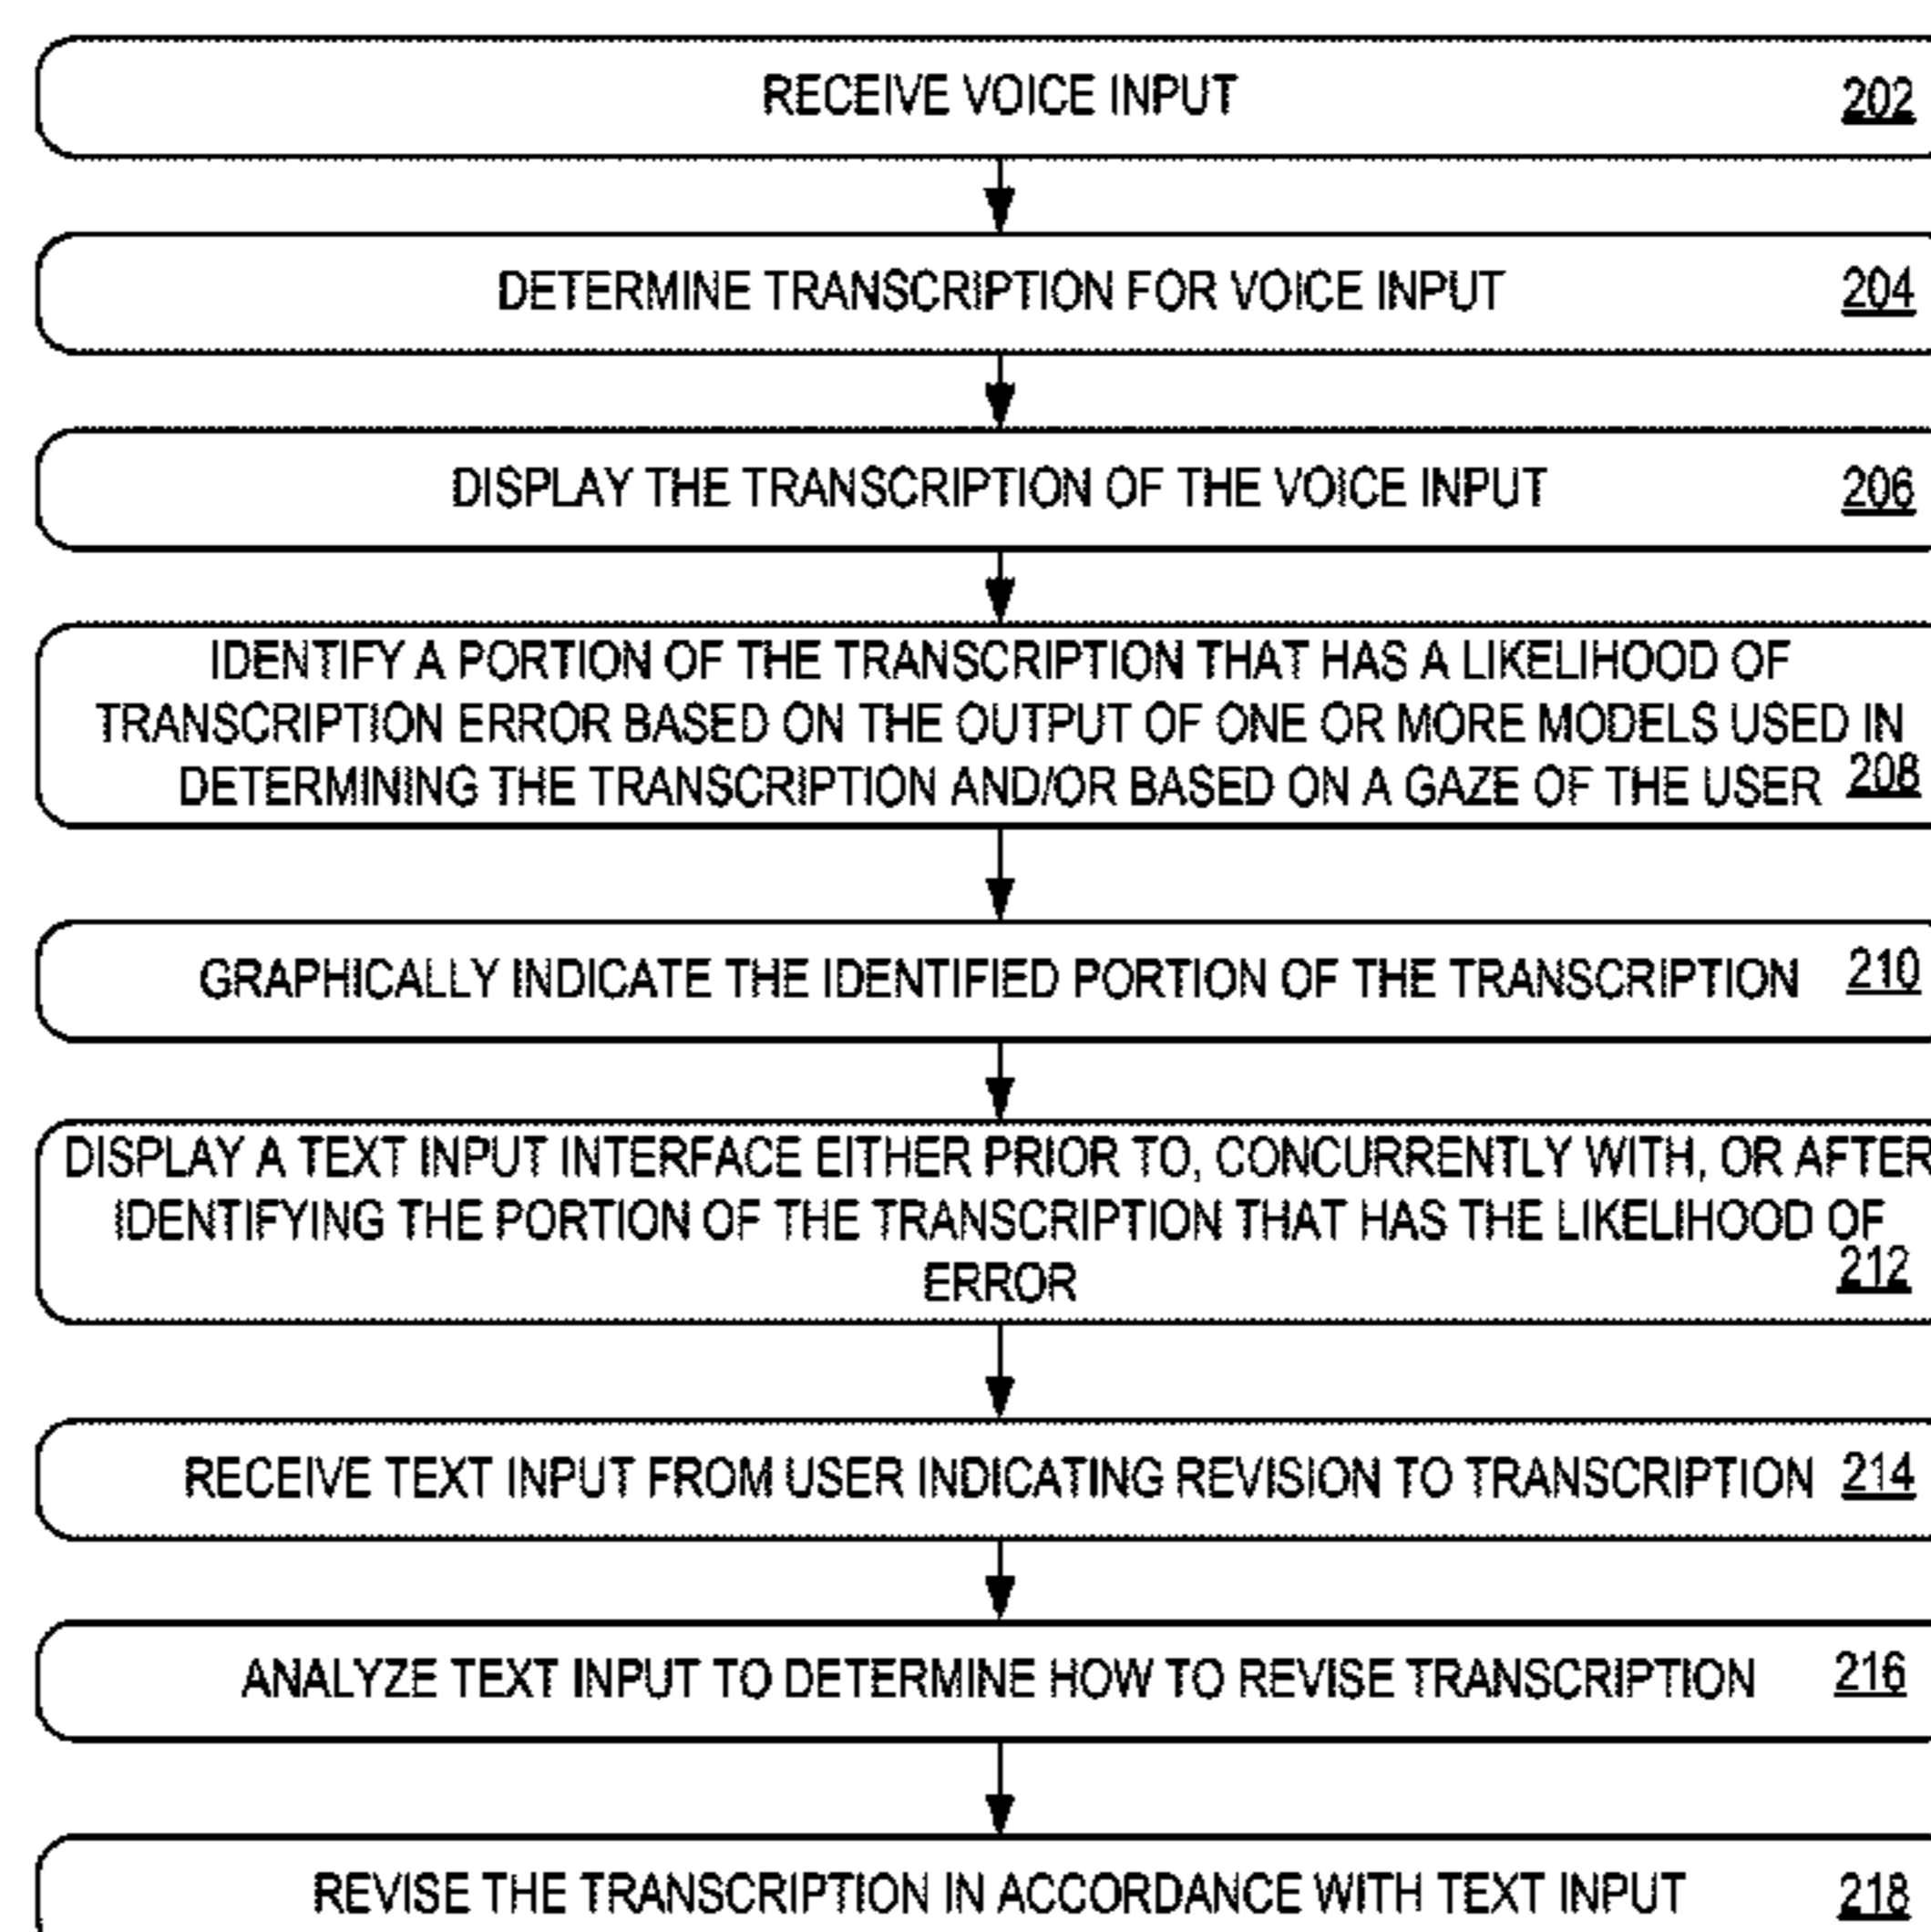 RECEIVE VOICE INPUT 202
DETERMINE TRANSCRIPTION FOR VOICE INPUT 204
DISPLAY THE TRANSCRIPTION OF THE VOICE INPUT 206
IDENTIFY A PORTION OF THE TRANSCRIPTION THAT HAS A LIKELIHOOD OF
TRANSCRIPTION ERROR BASED ON THE OUTPUT OF ONE OR MORE MODELS USED IN
DETERMINING THE TRANSCRIPTION AND/OR BASED ON A GAZE OF THE USER 208
GRAPHICALLY INDICATE THE IDENTIFIED PORTION OF THE TRANSCRIPTION 210
DISPLAY A TEXT INPUT INTERFACE EITHER PRIOR TO, CONCURRENTLY WITH, OR AFTER
IDENTIFYING THE PORTION OF THE TRANSCRIPTION THAT HAS THE LIKELIHOOD OF
ERROR 212
RECEIVE TEXT INPUT FROM USER INDICATING REVISION TO TRANSCRIPTION 214
ANALYZE TEXT INPUT TO DETERMINE HOW TO REVISE TRANSCRIPTION 216
REVISE THE TRANSCRIPTION IN ACCORDANCE WITH TEXT INPUT 218